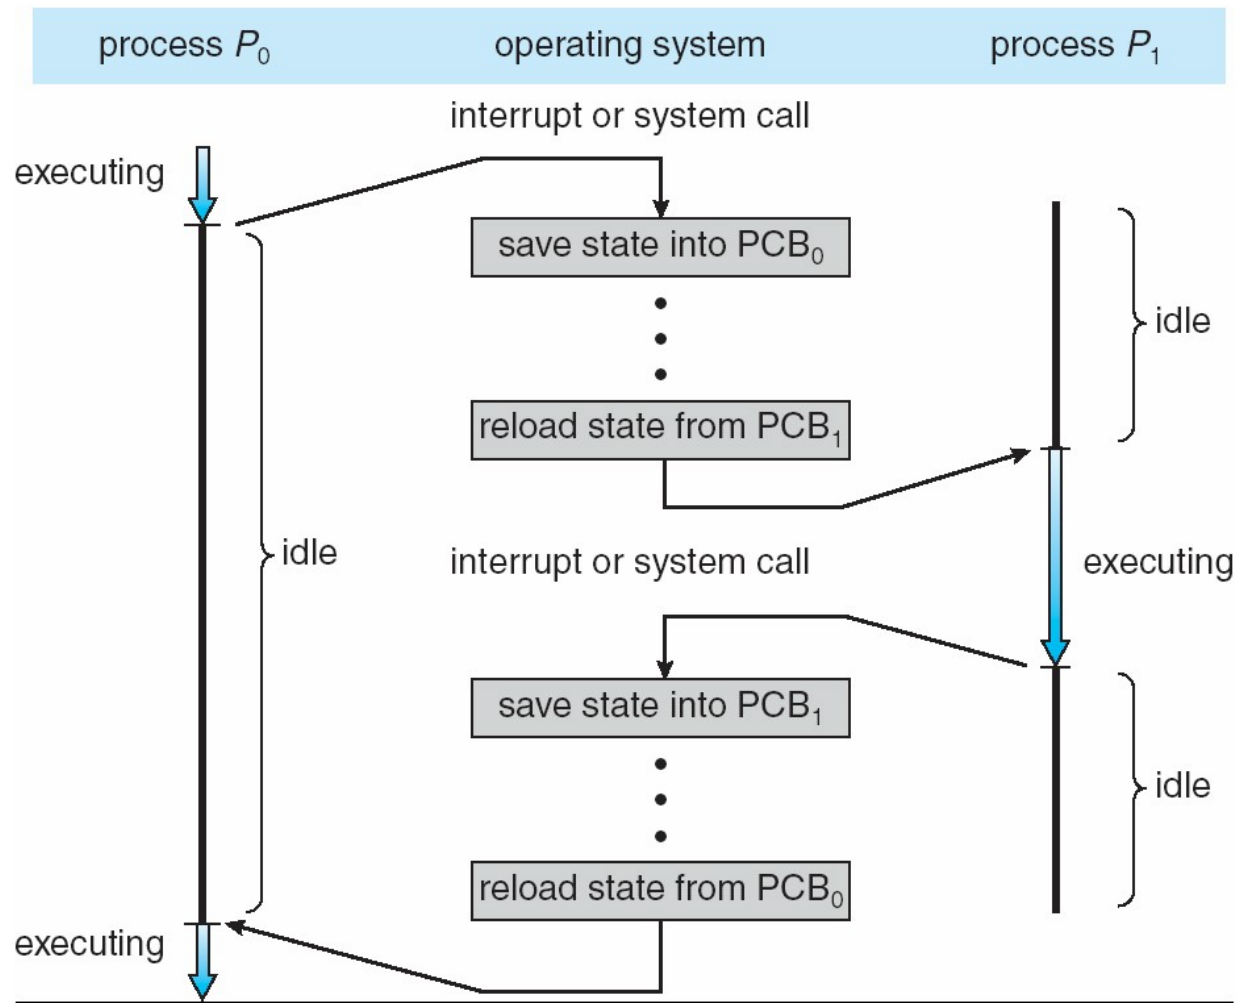 process P₀
operating system
process P₁
interrupt or system call
executing
save state into PCB₀
idle
reload state from PCB₁
idle
interrupt or system call
executing
save state into PCB₁
idle
reload state from PCB₀
executing